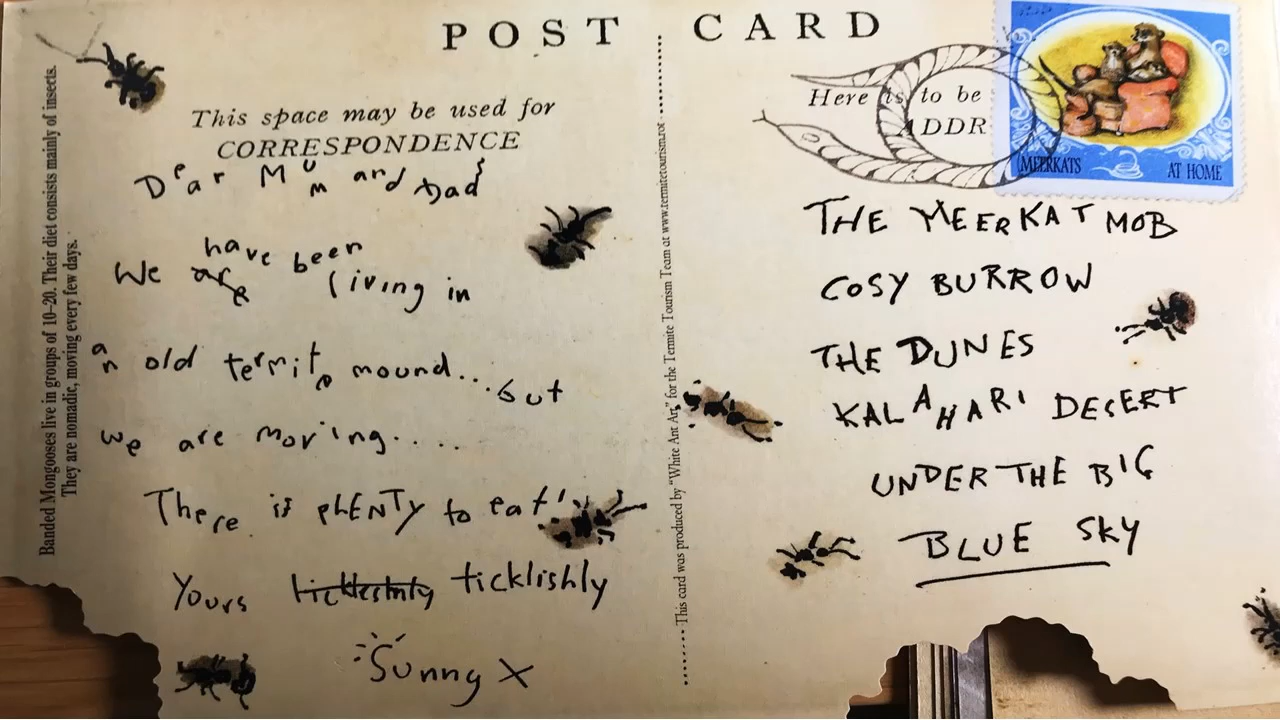 POST CARD
Banded Mongooses live in groups of 10–20. Their diet consists mainly of insects.
They are nomadic, moving every few days.
This space may be used for
CORRESPONDENCE
Dear Mum and Dad
have been
We are living in
an old termite mound... but
we are moving.....
There is PLENTY to eat!
Yours ticklishly
Sunny X
This card was produced by "White Ant Art" for the Termite Tourism Team at www.termitetourism.rot
Here is to be
ADDR
MEERKATS AT HOME
THE MEERKAT MOB
COSY BURROW
THE DUNES
KALAHARI DESERT
UNDER THE BIG
BLUE SKY